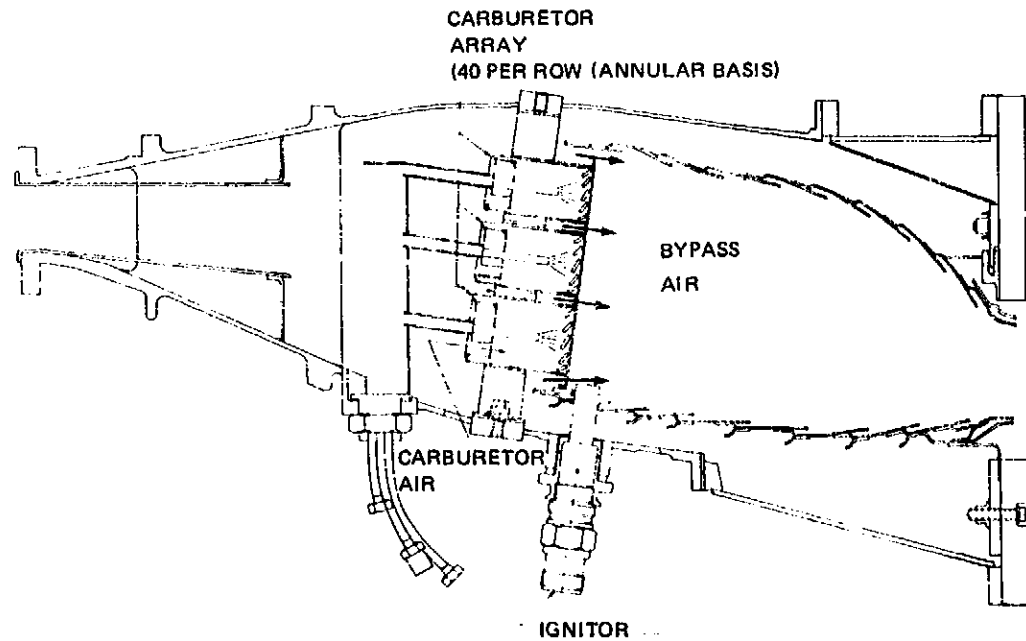 CARBURETOR
ARRAY
(40 PER ROW (ANNULAR BASIS)
BYPASS
AIR
CARBURETOR
AIR
IGNITOR